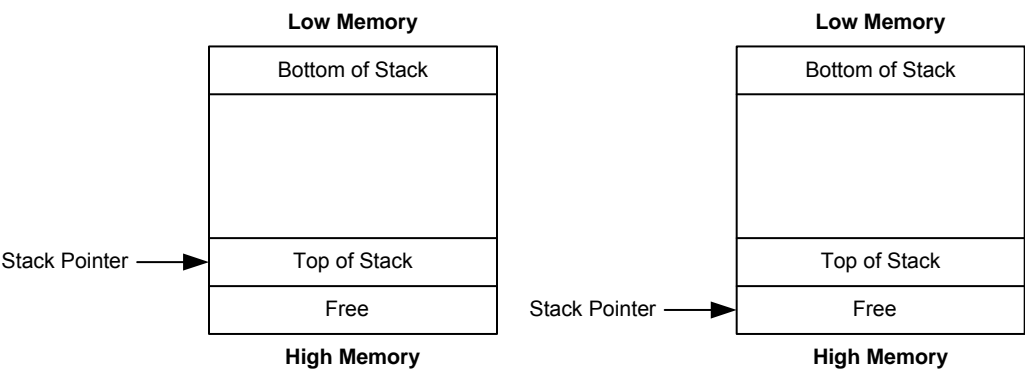 Low Memory
Bottom of Stack
Stack Pointer
Top of Stack
Free
High Memory
Low Memory
Bottom of Stack
Top of Stack
Stack Pointer
Free
High Memory